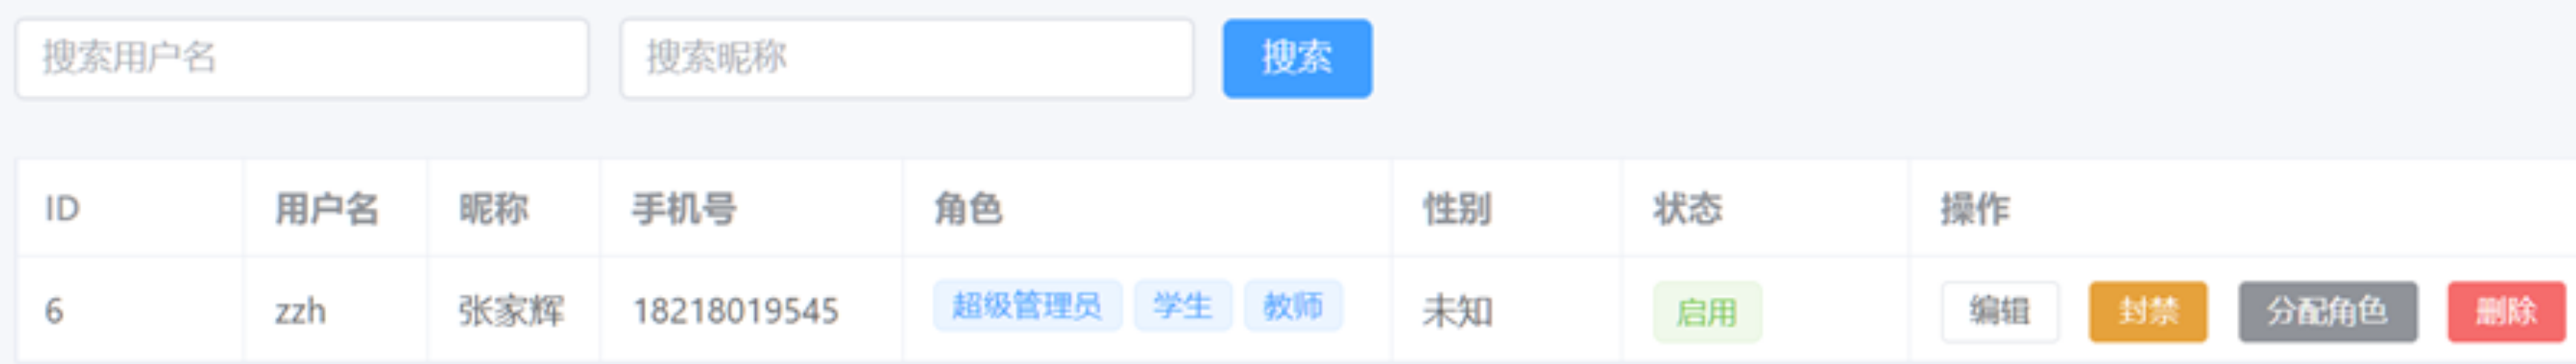 搜索用户名 搜索昵称 搜索
ID 用户名 昵称 手机号 角色 性别 状态 操作
6 zzh 张家辉 18218019545 超级管理员 学生 教师 未知 启用 编辑 封禁 分配角色 删除